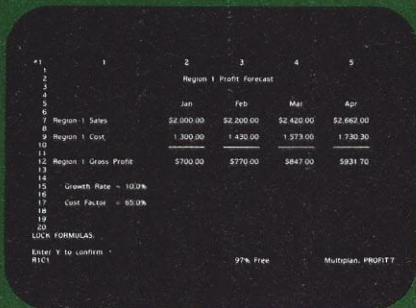 #1 1 2 3 4 5
1
2 Region 1 Profit Forecast
3
4
5 Jan Feb Mar Apr
6
7 Region 1 Sales $2,000.00 $2,200.00 $2,420.00 $2,662.00
8
9 Region 1 Cost 1,300.00 1,430.00 1,573.00 1,730.30
10
11
12 Region 1 Gross Profit $700.00 $770.00 $847.00 $931.70
13
14
15 Growth Rate = 10.0%
16
17 Cost Factor = 65.0%
18
19
20
LOCK FORMULAS:
Enter Y to confirm
R1C1 97% Free Multiplan: PROFIT7